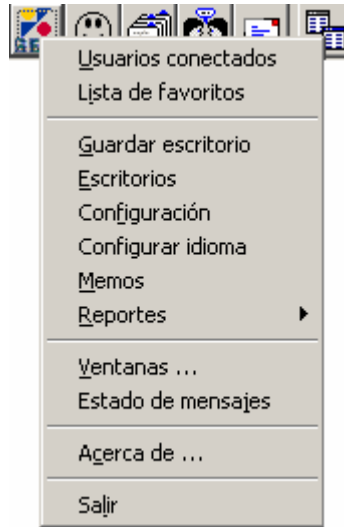 Usuarios conectados
Lista de favoritos
Guardar escritorio
Escritorios
Configuración
Configurar idioma
Memos
Reportes
Ventanas ...
Estado de mensajes
Acerca de ...
Salir